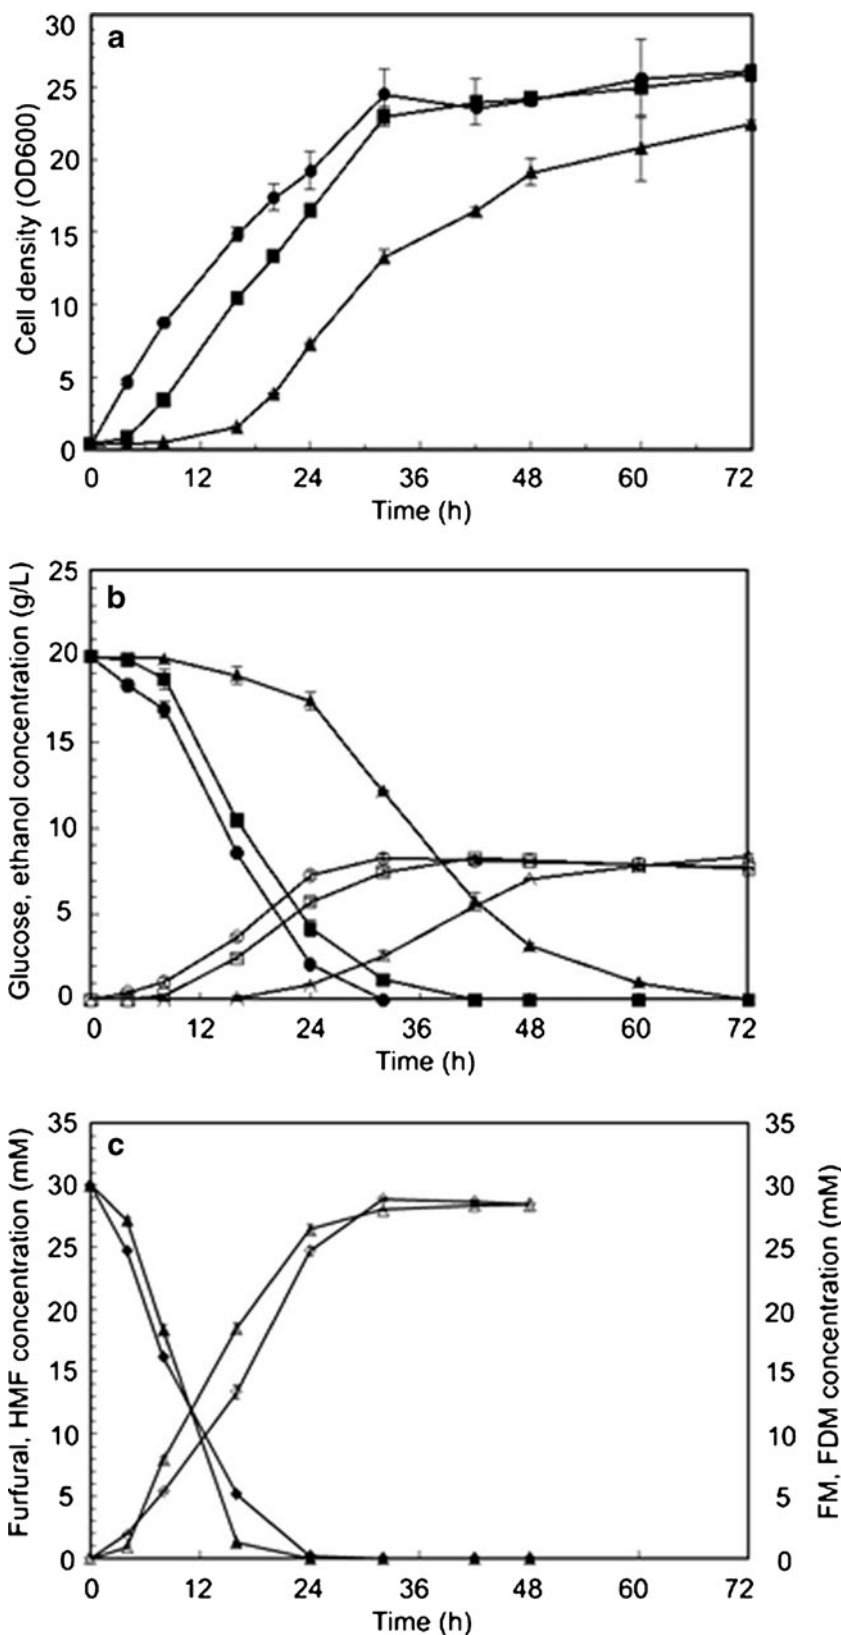 a
Cell density (OD600)
30
25
20
15
10
5
0
0 12 24 36 48 60 72
Time (h)
b
Glucose, ethanol concentration (g/L)
25
20
15
10
5
0
0 12 24 36 48 60 72
Time (h)
c
Furfural, HMF concentration (mM)
35
30
25
20
15
10
5
0
35
30
25
20
15
10
5
0
FM, FDM concentration (mM)
0 12 24 36 48 60 72
Time (h)